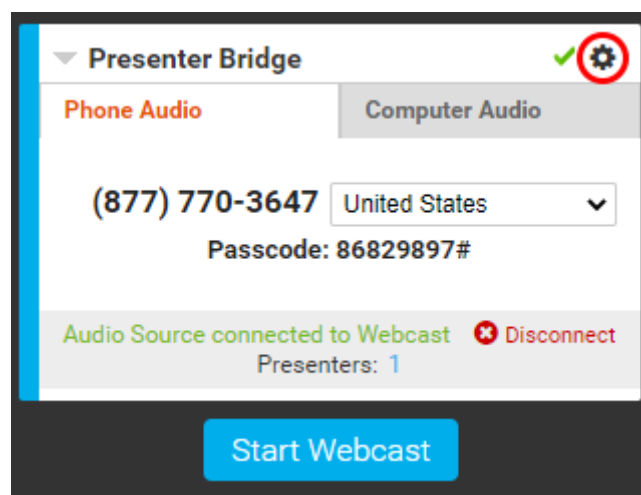 Presenter Bridge
Phone Audio
Computer Audio
(877) 770-3647 United States
Passcode: 86829897#
Audio Source connected to Webcast Disconnect
Presenters: 1
Start Webcast